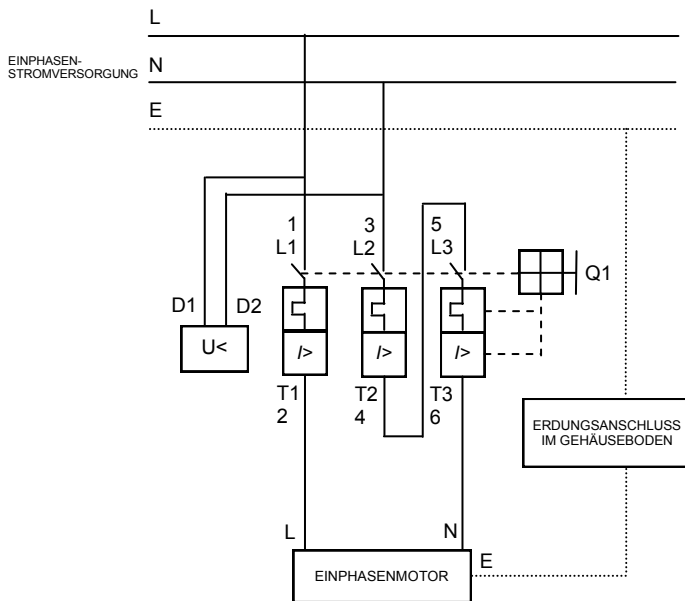 L
EINPHASEN-
STROMVERSORGUNG
N
E
1 3 5
L1 L2 L3
Q1
D1 D2
U<
I> I> I>
T1 T2 T3
2 4 6
ERDUNGSANSCHLUSS
IM GEHÄUSEBODEN
L N
E
EINPHASENMOTOR